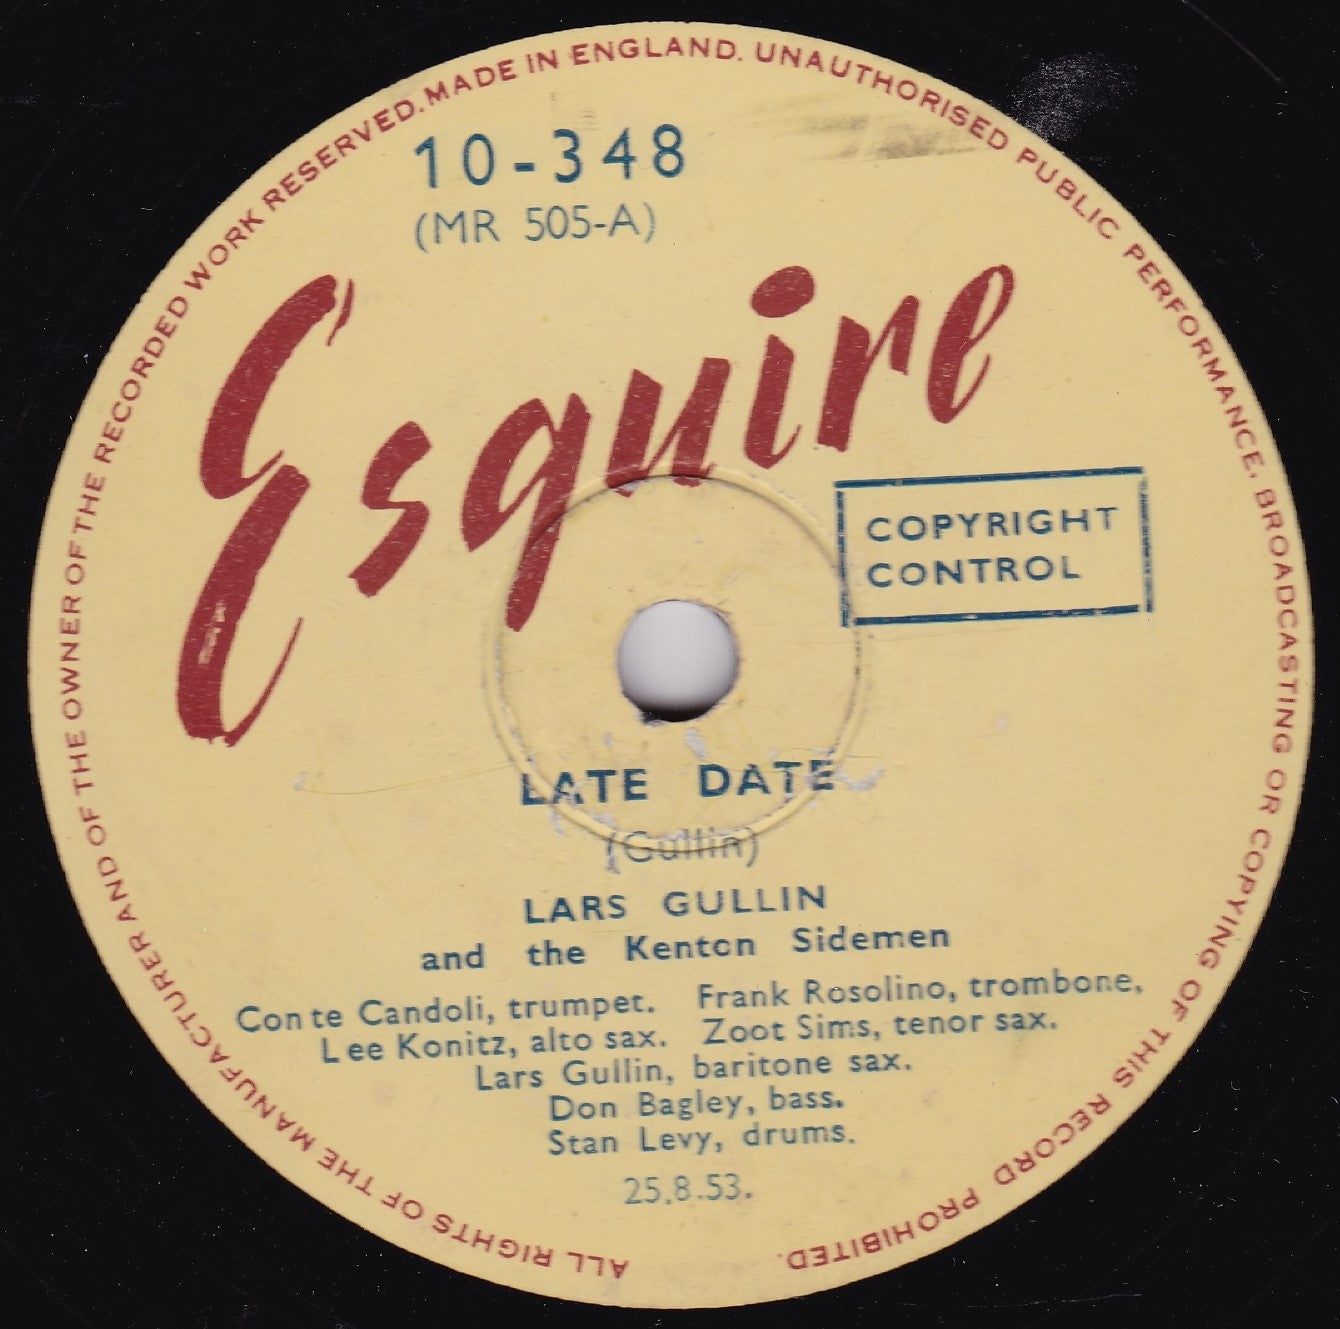 ALL RIGHTS OF THE MANUFACTURER AND OF THE OWNER OF THE RECORDED WORK RESERVED. MADE IN ENGLAND. UNAUTHORISED PUBLIC PERFORMANCE, BROADCASTING OR COPYING OF THIS RECORD PROHIBITED.
10-348
(MR 505-A)
Esquire
COPYRIGHT
CONTROL
LATE DATE
(Gullin)
LARS GULLIN
and the Kenton Sidemen
Conte Candoli, trumpet. Frank Rosolino, trombone,
Lee Konitz, alto sax. Zoot Sims, tenor sax.
Lars Gullin, baritone sax.
Don Bagley, bass.
Stan Levy, drums.
25.8.53.